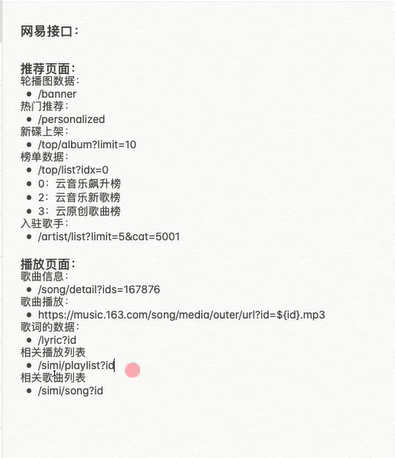 网易接口：
推荐页面：
轮播图数据：
• /banner
热门推荐：
• /personalized
新碟上架：
• /top/album?limit=10
榜单数据：
• /top/list?idx=0
• 0：云音乐飙升榜
• 2：云音乐新歌榜
• 3：云原创歌曲榜
入驻歌手：
• /artist/list?limit=5&cat=5001
播放页面：
歌曲信息：
• /song/detail?ids=167876
歌曲播放：
• https://music.163.com/song/media/outer/url?id=${id}.mp3
歌词的数据：
• /lyric?id
相关播放列表
• /simi/playlist?id
相关歌曲列表
• /simi/song?id